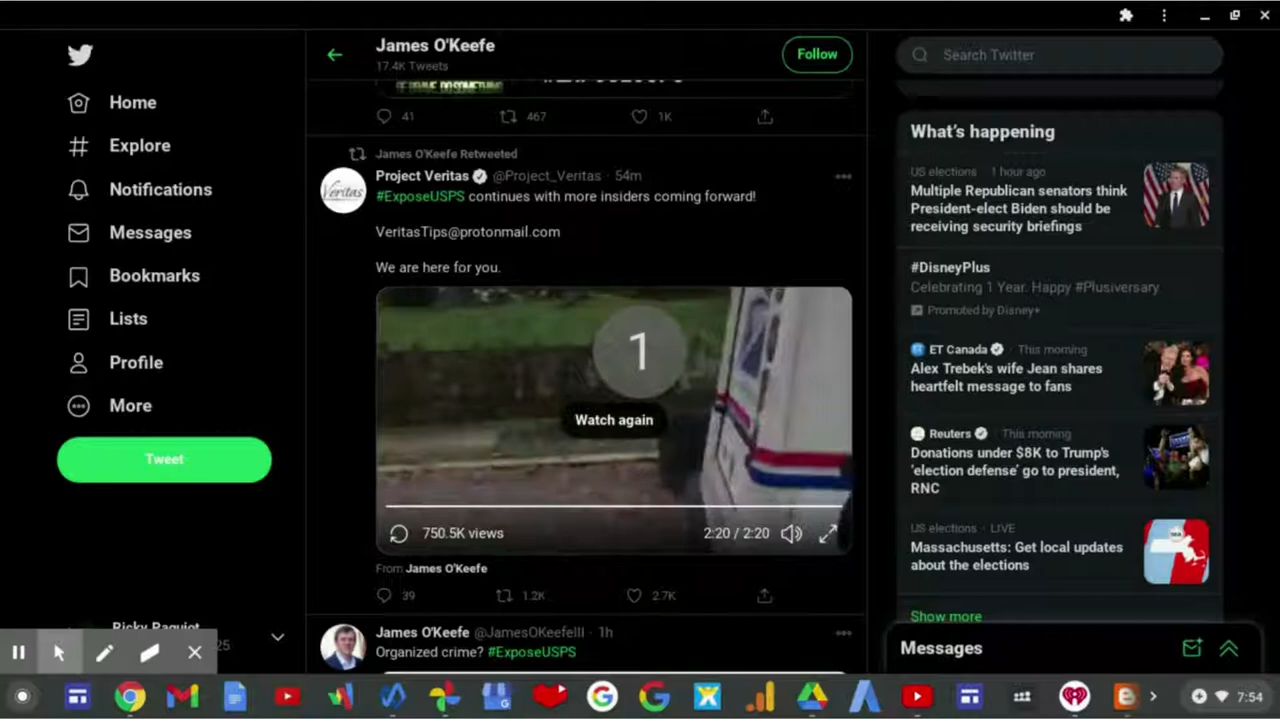 James O'Keefe
17.4K Tweets
Follow
Search Twitter
Home
Explore
Notifications
Messages
Bookmarks
Lists
Profile
More
Tweet
BE BRAVE. DO SOMETHING
41
467
1K
James O'Keefe Retweeted
Project Veritas @Project_Veritas · 54m
Veritas
#ExposeUSPS continues with more insiders coming forward!
VeritasTips@protonmail.com
We are here for you.
1
Watch again
750.5K views
2:20 / 2:20
From James O'Keefe
39
1.2K
2.7K
James O'Keefe @JamesOKeefeIII · 1h
Organized crime? #ExposeUSPS
What's happening
US elections · 1 hour ago
Multiple Republican senators think
President-elect Biden should be
receiving security briefings
#DisneyPlus
Celebrating 1 Year. Happy #Plusiversary
Promoted by Disney+
ET Canada · This morning
Alex Trebek's wife Jean shares
heartfelt message to fans
Reuters · This morning
Donations under $8K to Trump's
'election defense' go to president,
RNC
US elections · LIVE
Massachusetts: Get local updates
about the elections
Show more
Messages
25
7:54